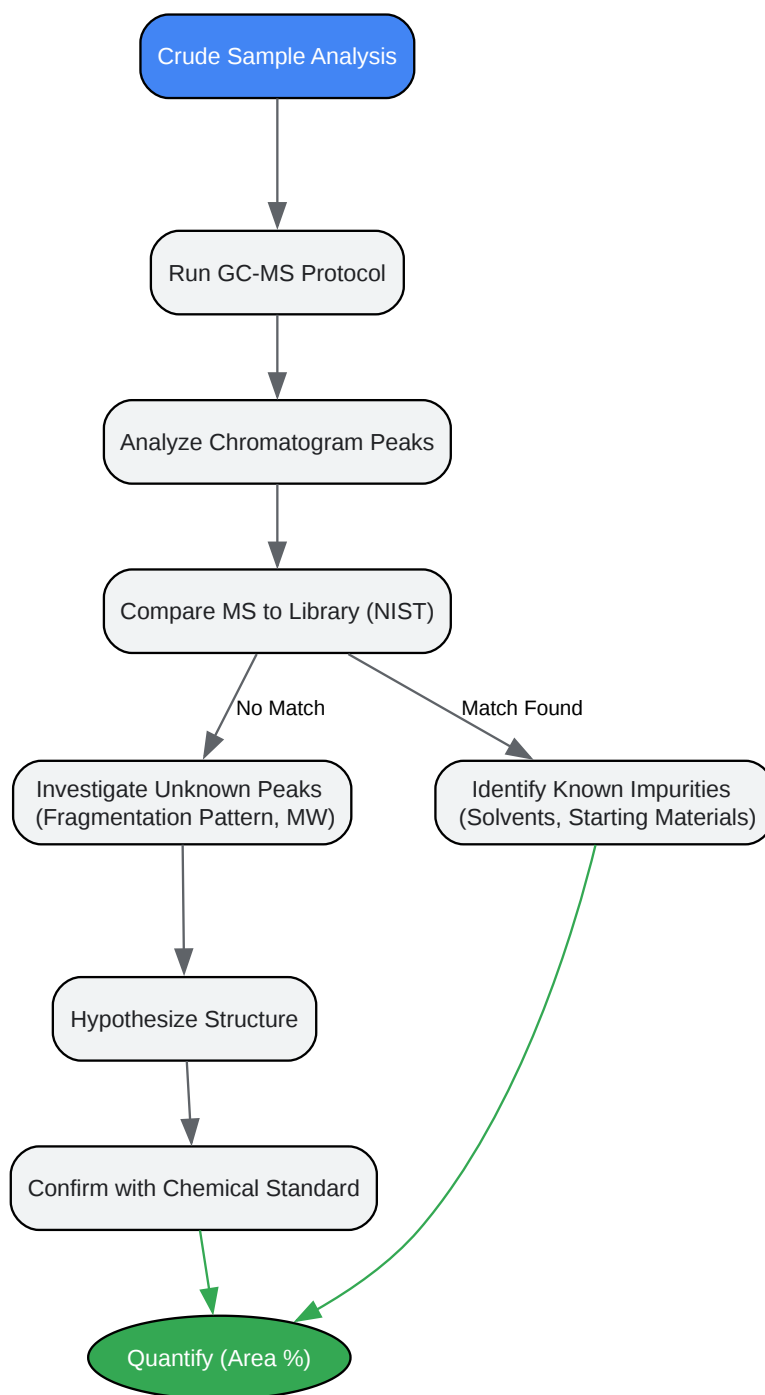 Crude Sample Analysis
Run GC-MS Protocol
Analyze Chromatogram Peaks
Compare MS to Library (NIST)
No Match
Match Found
Investigate Unknown Peaks
(Fragmentation Pattern, MW)
Identify Known Impurities
(Solvents, Starting Materials)
Hypothesize Structure
Confirm with Chemical Standard
Quantify (Area %)